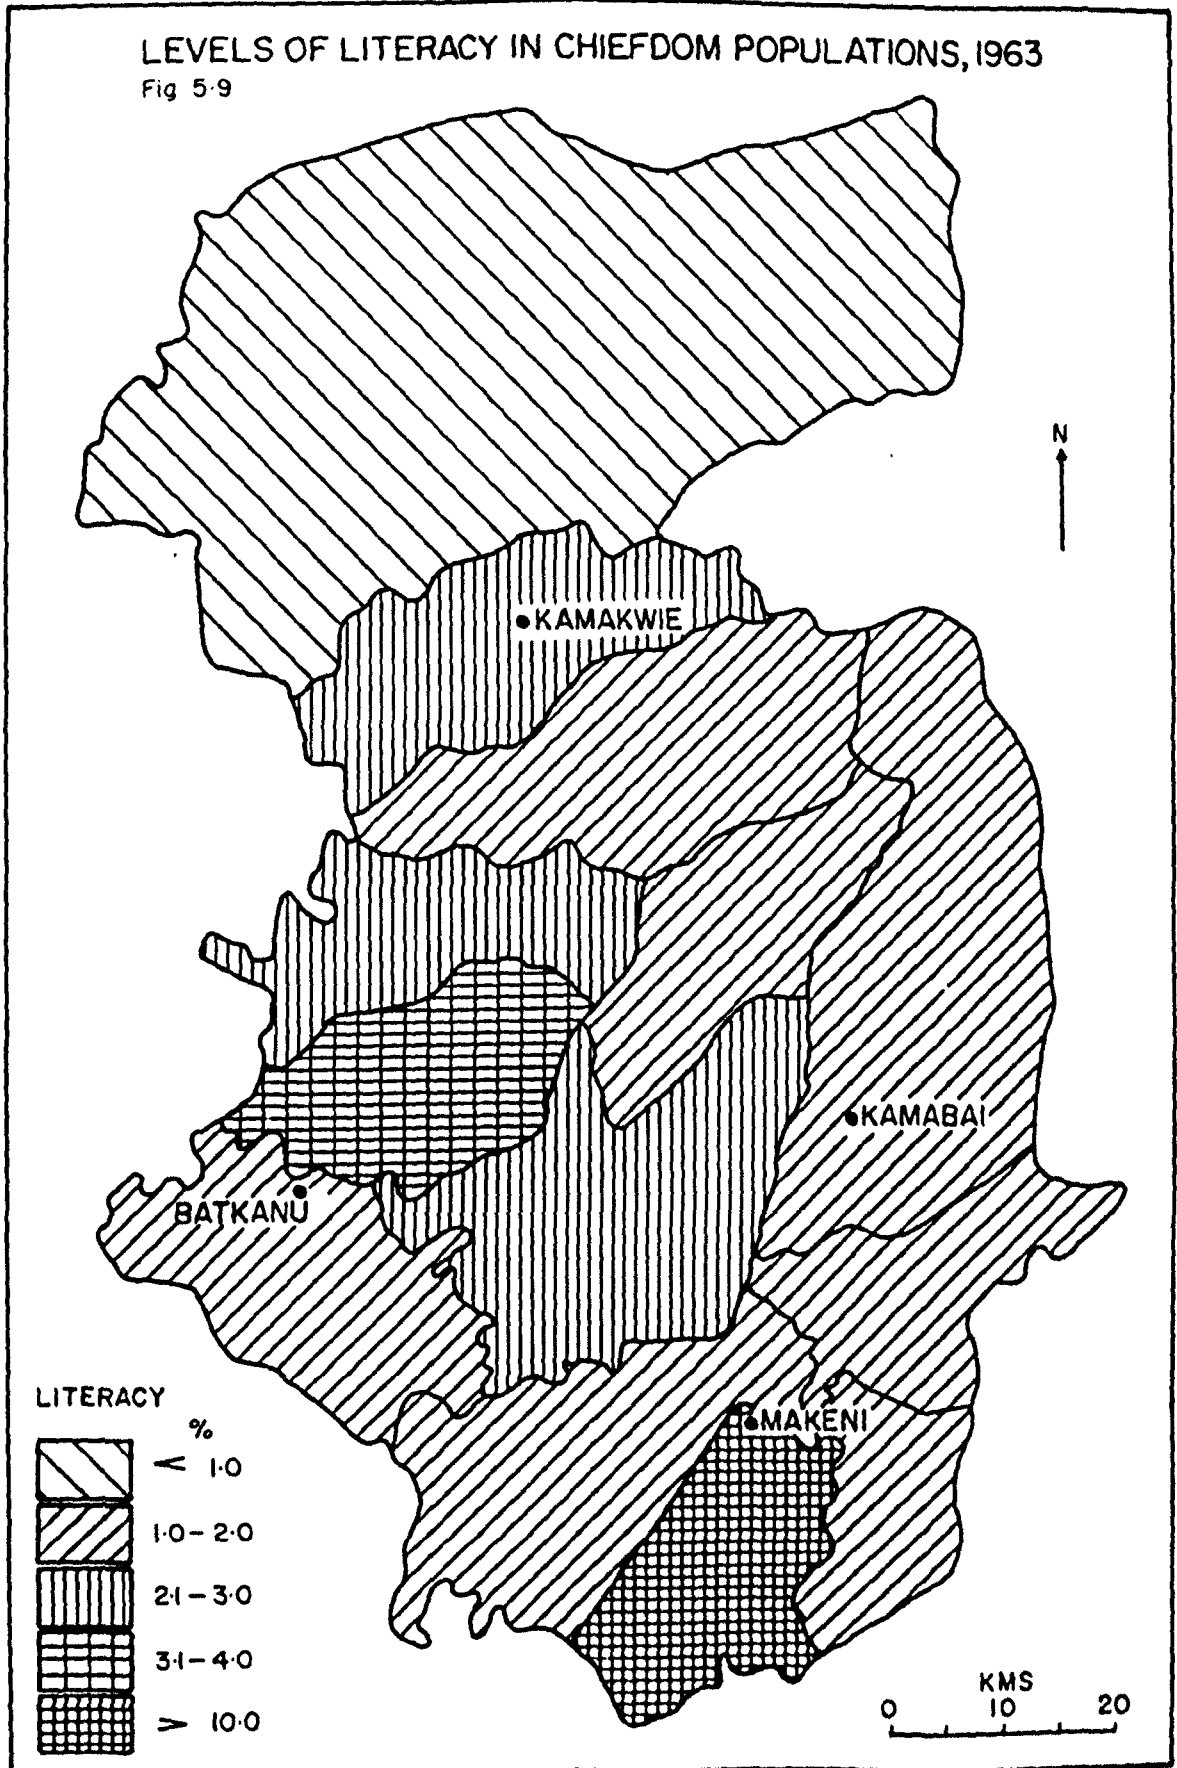 LEVELS OF LITERACY IN CHIEFDOM POPULATIONS, 1963
Fig 5·9
N
KAMAKWIE
KAMABAI
BATKANU
MAKENI
LITERACY
%
< 1·0
1·0 – 2·0
2·1 – 3·0
3·1 – 4·0
> 10·0
KMS
0 10 20